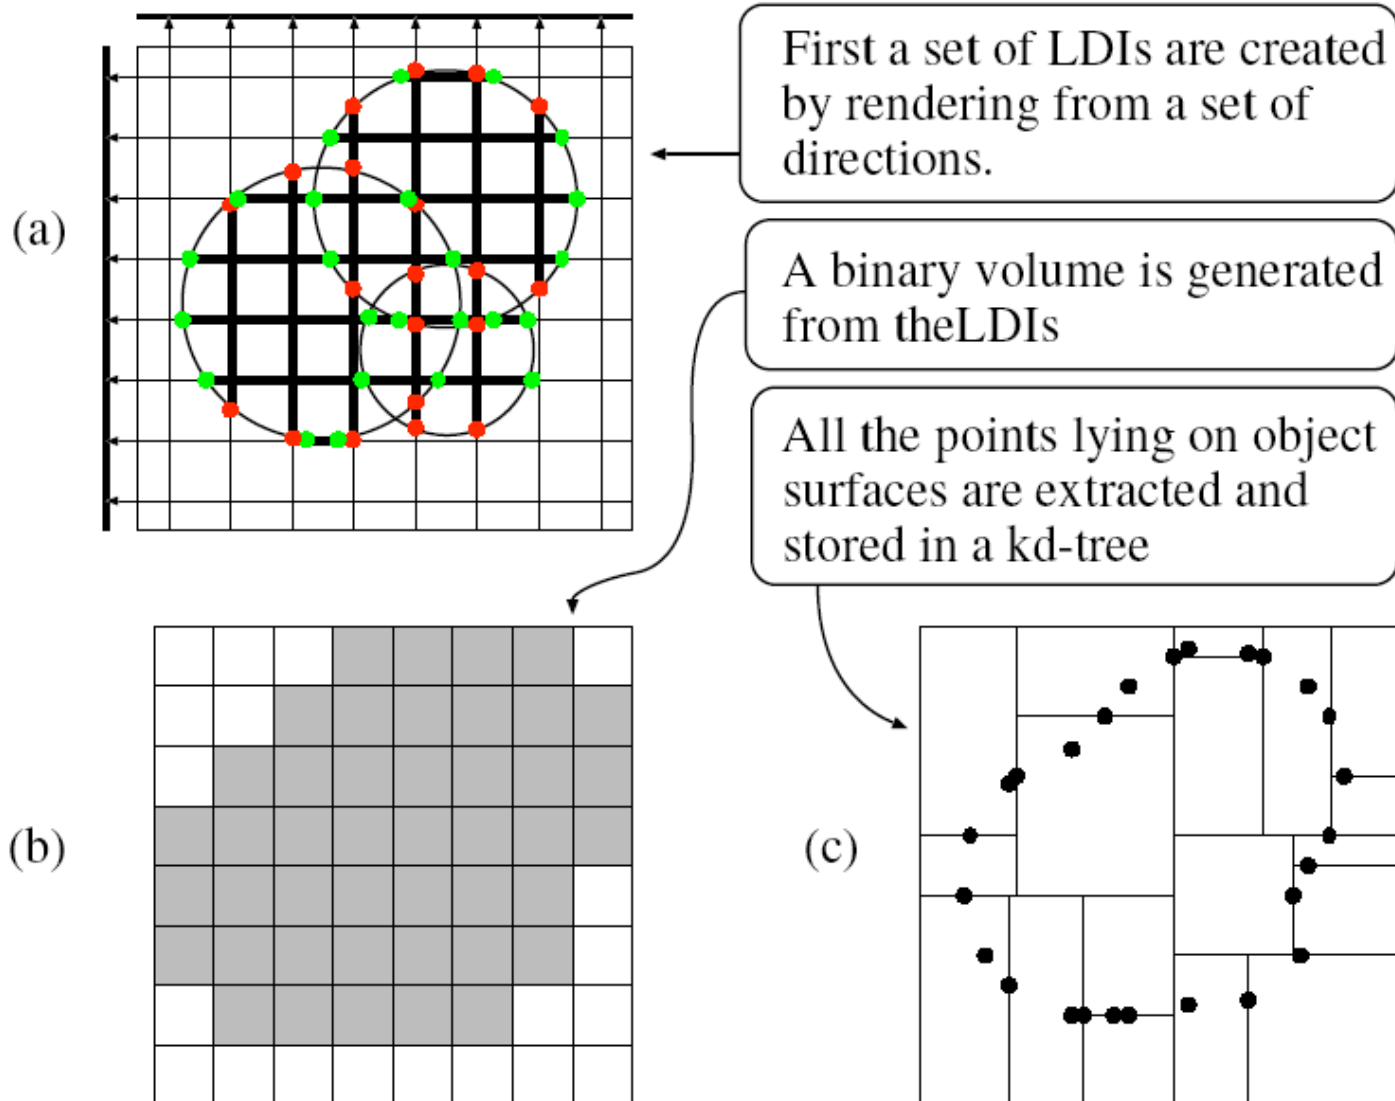 First a set of LDIs are created
by rendering from a set of
directions.
(a)
A binary volume is generated
from theLDIs
All the points lying on object
surfaces are extracted and
stored in a kd-tree
(b)
(c)